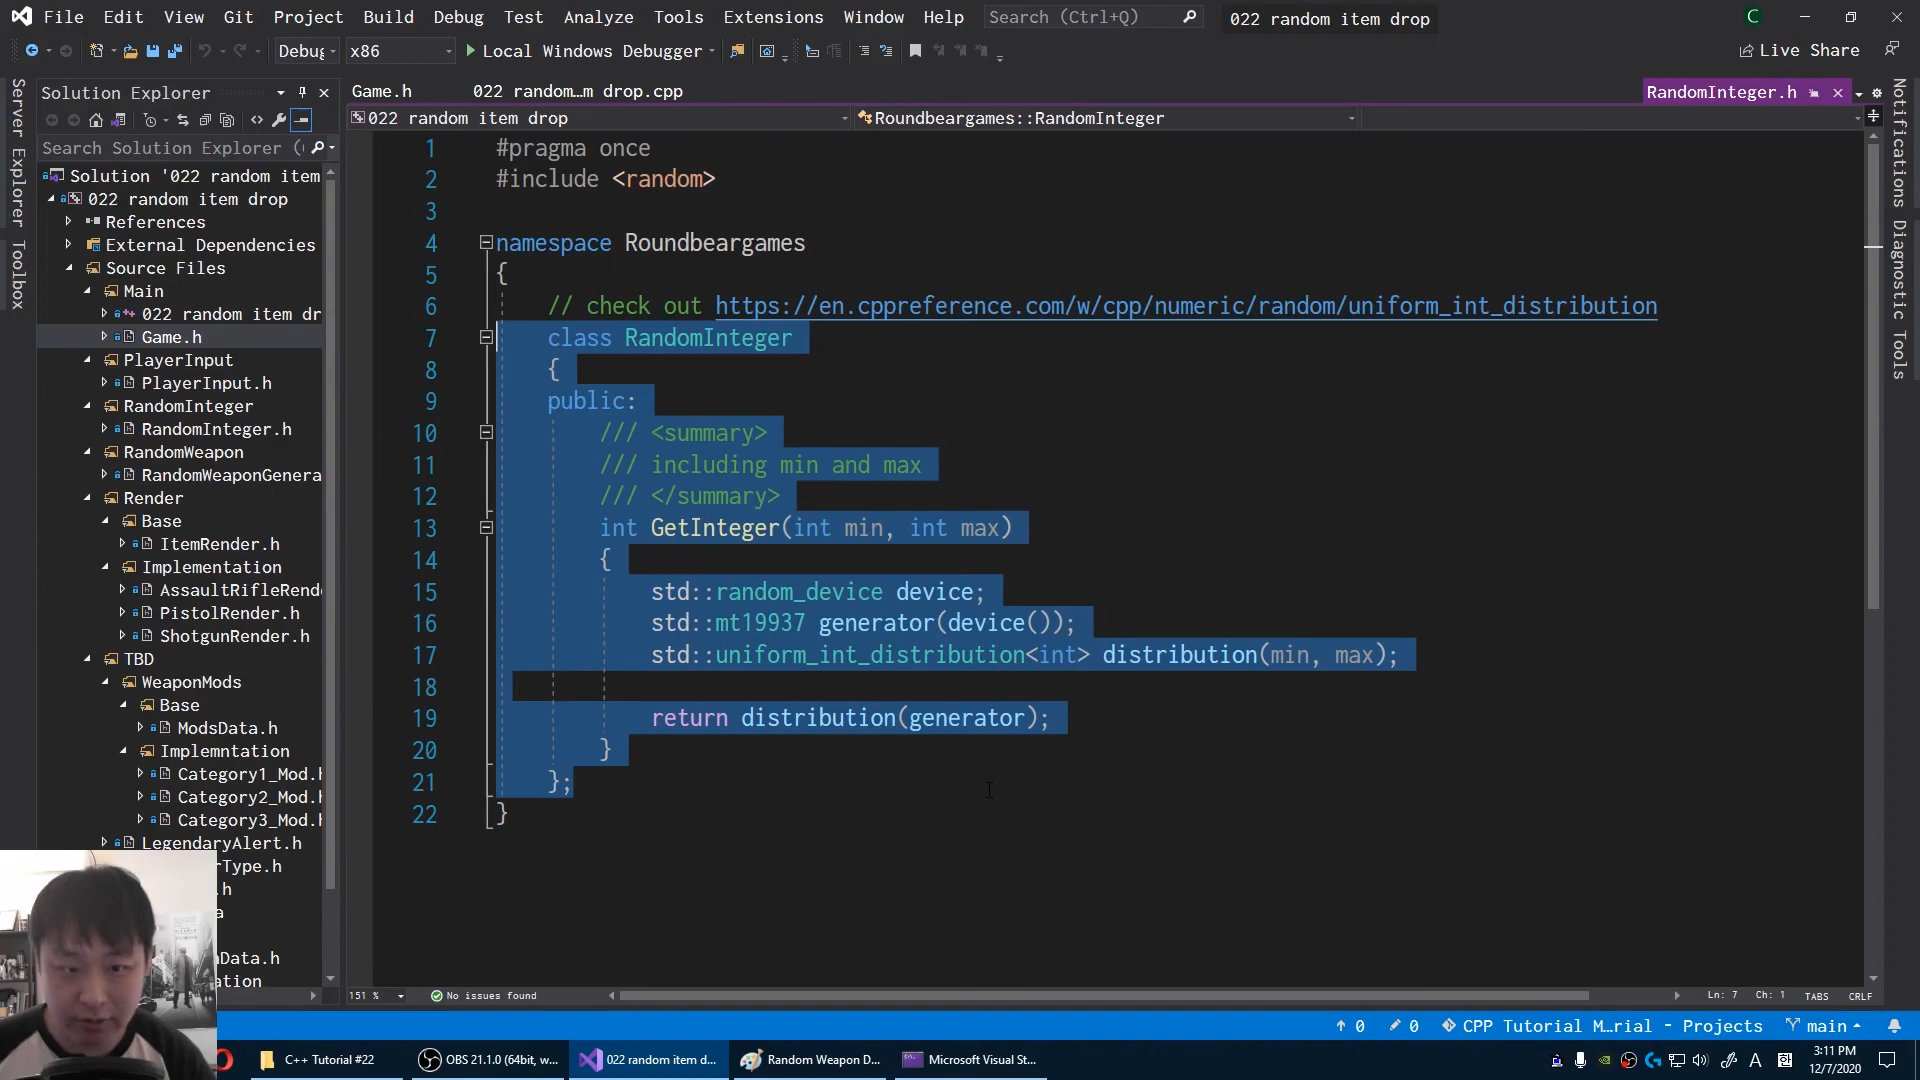 File Edit View Git Project Build Debug Test Analyze Tools Extensions Window Help Search (Ctrl+Q) 022 random item drop C
Debug x86 Local Windows Debugger Live Share
Server Explorer
Toolbox
Solution Explorer
Search Solution Explorer (
Solution '022 random item
022 random item drop
References
External Dependencies
Source Files
Main
022 random item dr
Game.h
PlayerInput
PlayerInput.h
RandomInteger
RandomInteger.h
RandomWeapon
RandomWeaponGenera
Render
Base
ItemRender.h
Implementation
AssaultRifleRend
PistolRender.h
ShotgunRender.h
TBD
WeaponMods
Base
ModsData.h
Implemntation
Category1_Mod.h
Category2_Mod.h
Category3_Mod.h
LegendaryAlert.h
rType.h
.h
a
nData.h
ation
Game.h 022 random…m drop.cpp RandomInteger.h
022 random item drop Roundbeargames::RandomInteger
1 #pragma once
2 #include <random>
3
4 namespace Roundbeargames
5 {
6 // check out https://en.cppreference.com/w/cpp/numeric/random/uniform_int_distribution
7 class RandomInteger
8 {
9 public:
10 /// <summary>
11 /// including min and max
12 /// </summary>
13 int GetInteger(int min, int max)
14 {
15 std::random_device device;
16 std::mt19937 generator(device());
17 std::uniform_int_distribution<int> distribution(min, max);
18
19 return distribution(generator);
20 }
21 };
22 }
Notifications
Diagnostic Tools
151 % No issues found Ln: 7 Ch: 1 TABS CRLF
0 0 CPP Tutorial M…rial - Projects main
C++ Tutorial #22 OBS 21.1.0 (64bit, w... 022 random item d... Random Weapon D... Microsoft Visual St... A 한 3:11 PM
12/7/2020